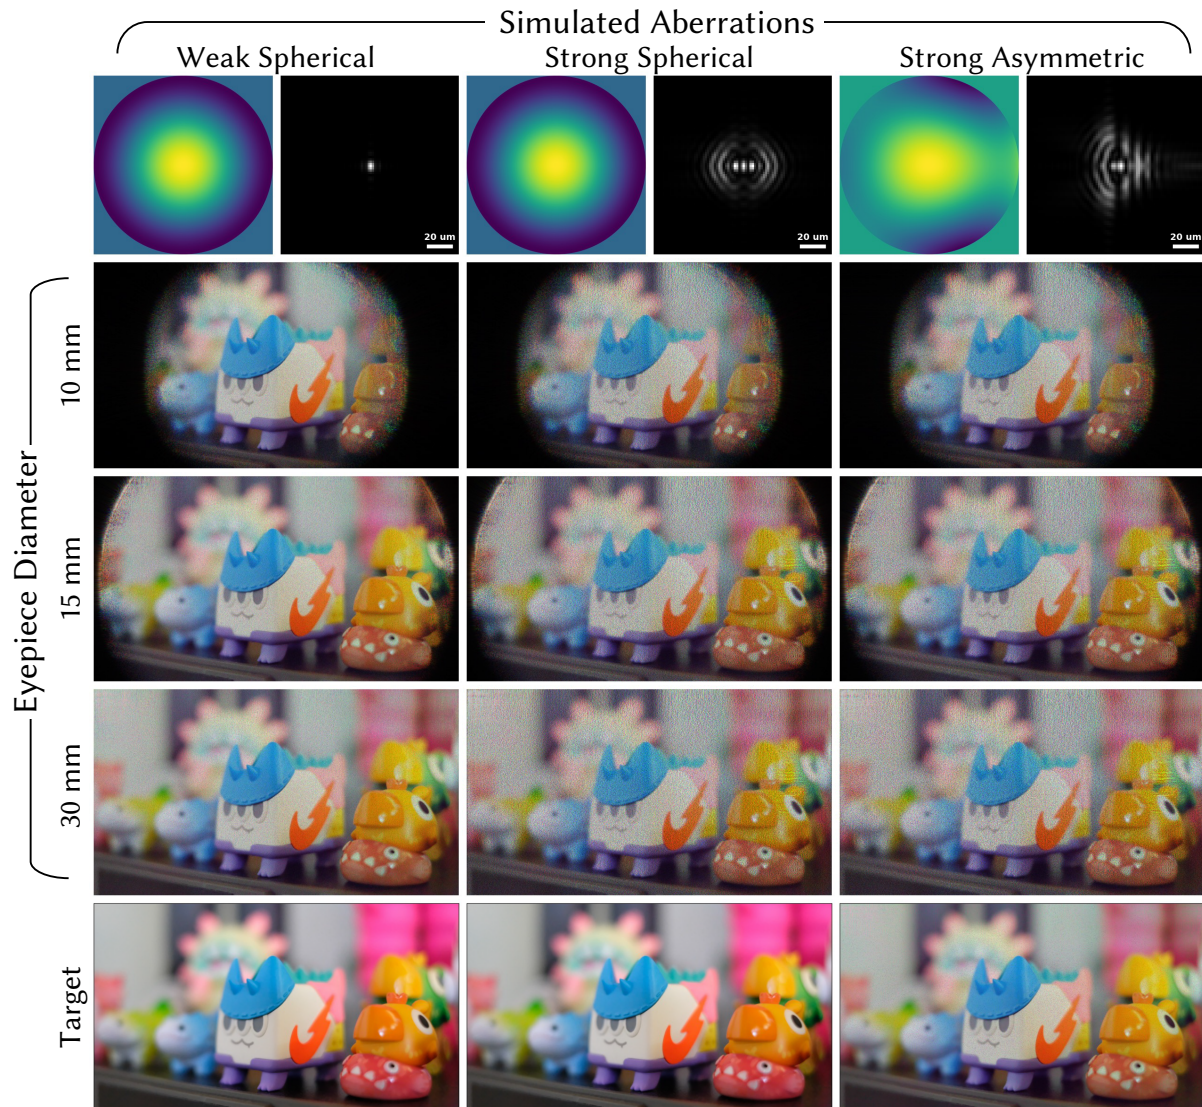 Simulated Aberrations
Weak Spherical
Strong Spherical
Strong Asymmetric
20 um
20 um
20 um
Eyepiece Diameter
10 mm
15 mm
30 mm
Target